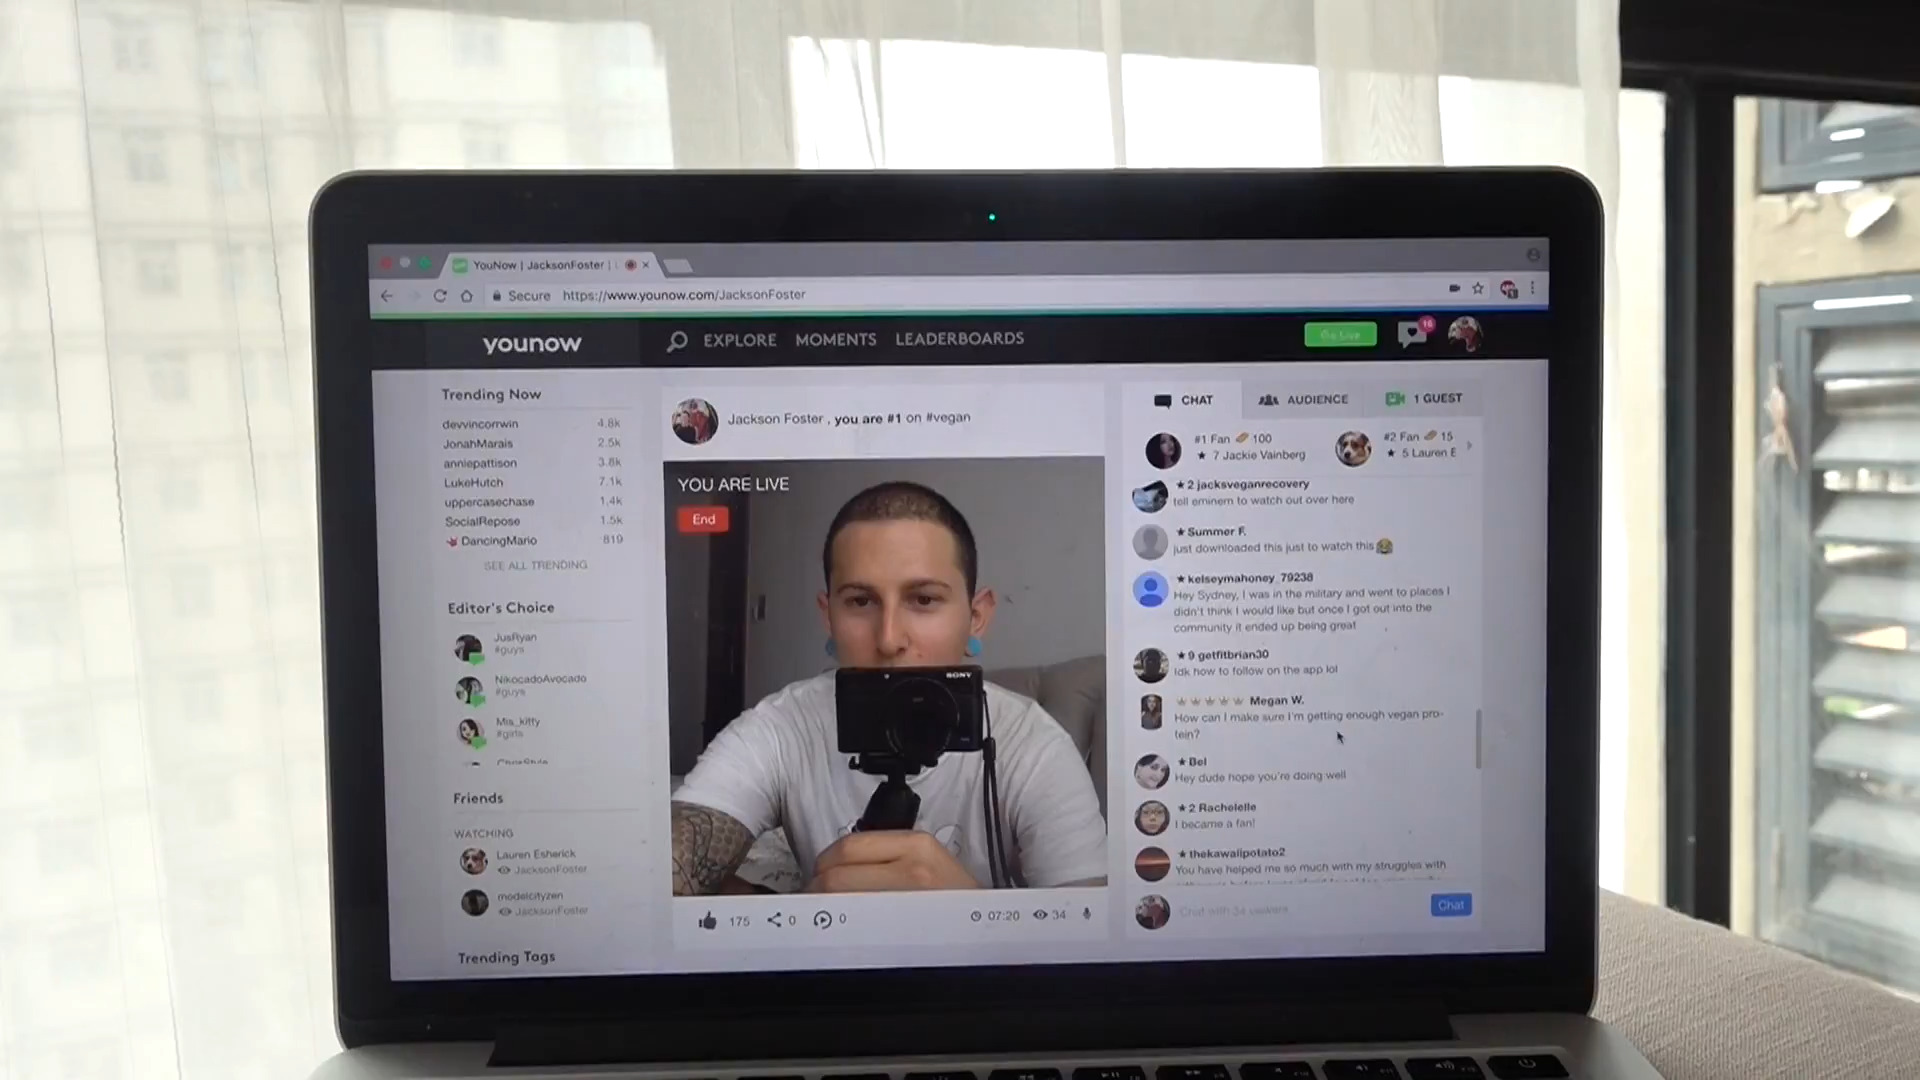 YouNow | JacksonFoster |
Secure https://www.younow.com/JacksonFoster
younow
EXPLORE MOMENTS LEADERBOARDS
Go Live
16
Trending Now
devvincorrwin 4.8k
JonahMarais 2.5k
anniepattison 3.8k
LukeHutch 7.1k
uppercasechase 1.4k
SocialRepose 1.5k
DancingMario 819
SEE ALL TRENDING
Editor's Choice
JusRyan
#guys
NikocadoAvocado
#guys
Mis_kitty
#girls
Friends
WATCHING
Lauren Esherick
JacksonFoster
modelcityzen
JacksonFoster
Trending Tags
Jackson Foster , you are #1 on #vegan
YOU ARE LIVE
End
SONY
175 0 0 07:20 34
CHAT AUDIENCE 1 GUEST
#1 Fan 100
★ 7 Jackie Vainberg
#2 Fan 15
★ 5 Lauren E
★ 2 jacksveganrecovery
tell eminem to watch out over here
★ Summer F.
just downloaded this just to watch this😂
★ kelseymahoney_79238
Hey Sydney, I was in the military and went to places I
didn't think I would like but once I got out into the
community it ended up being great
★ 9 getfitbrian30
Idk how to follow on the app lol
Megan W.
How can I make sure I'm getting enough vegan pro-
tein?
★ Bel
Hey dude hope you're doing well
★ 2 Rachelelle
I became a fan!
★ thekawaiipotato2
You have helped me so much with my struggles with
Chat with 34 viewers
Chat